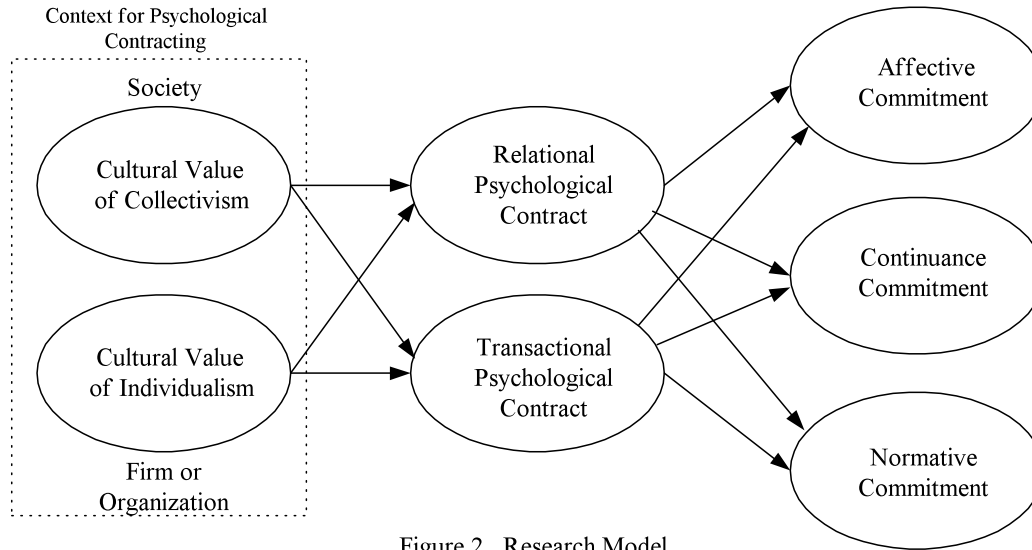 Context for Psychological
Contracting
Society
Cultural Value
of Collectivism
Cultural Value
of Individualism
Firm or
Organization
Relational
Psychological
Contract
Transactional
Psychological
Contract
Affective
Commitment
Continuance
Commitment
Normative
Commitment
Figure 2. Research Model